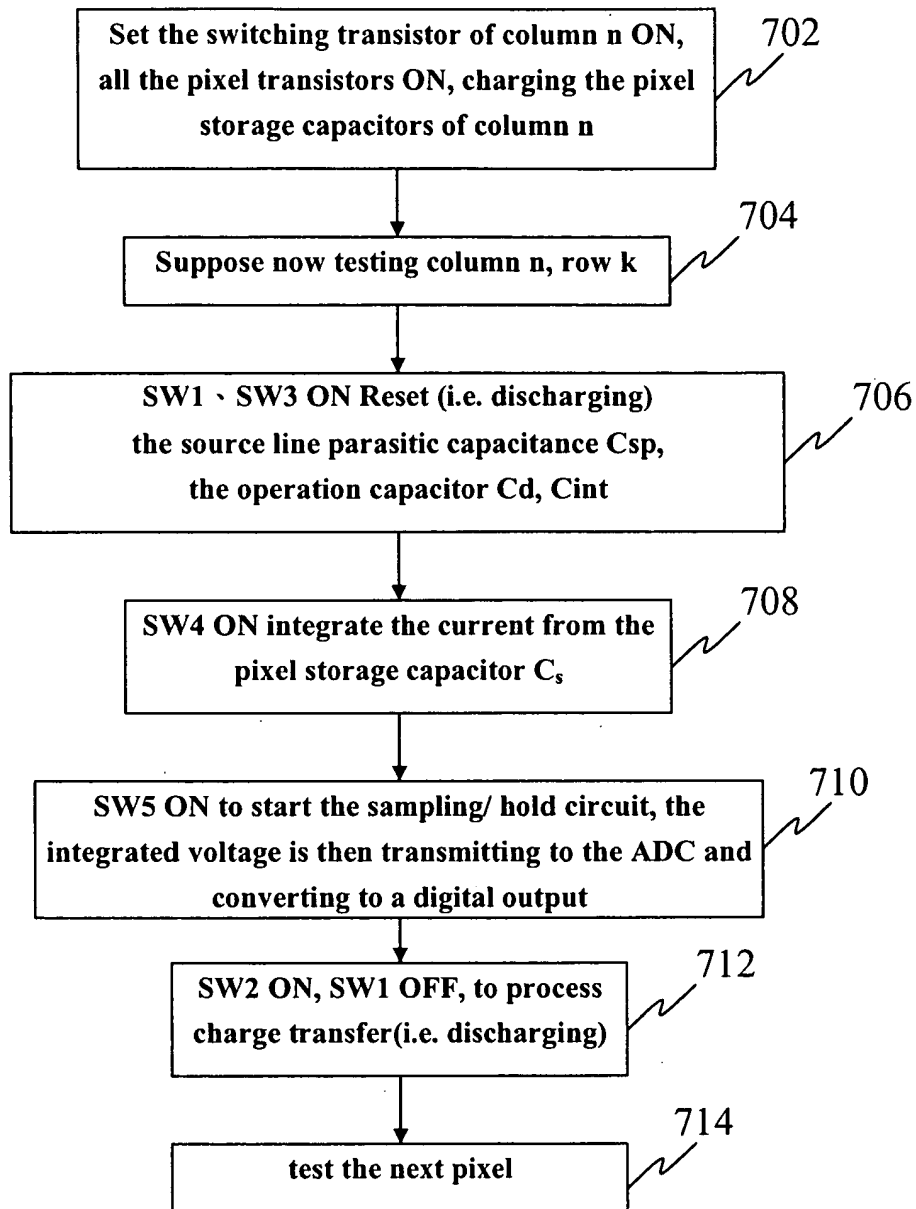 Set the switching transistor of column n ON,
all the pixel transistors ON, charging the pixel
storage capacitors of column n
702
704
Suppose now testing column n, row k
SW1、SW3 ON Reset (i.e. discharging)
the source line parasitic capacitance Csp,
the operation capacitor Cd, Cint
706
708
SW4 ON integrate the current from the
pixel storage capacitor Cs
SW5 ON to start the sampling/ hold circuit, the
integrated voltage is then transmitting to the ADC and
converting to a digital output
710
SW2 ON, SW1 OFF, to process
charge transfer(i.e. discharging)
712
714
test the next pixel